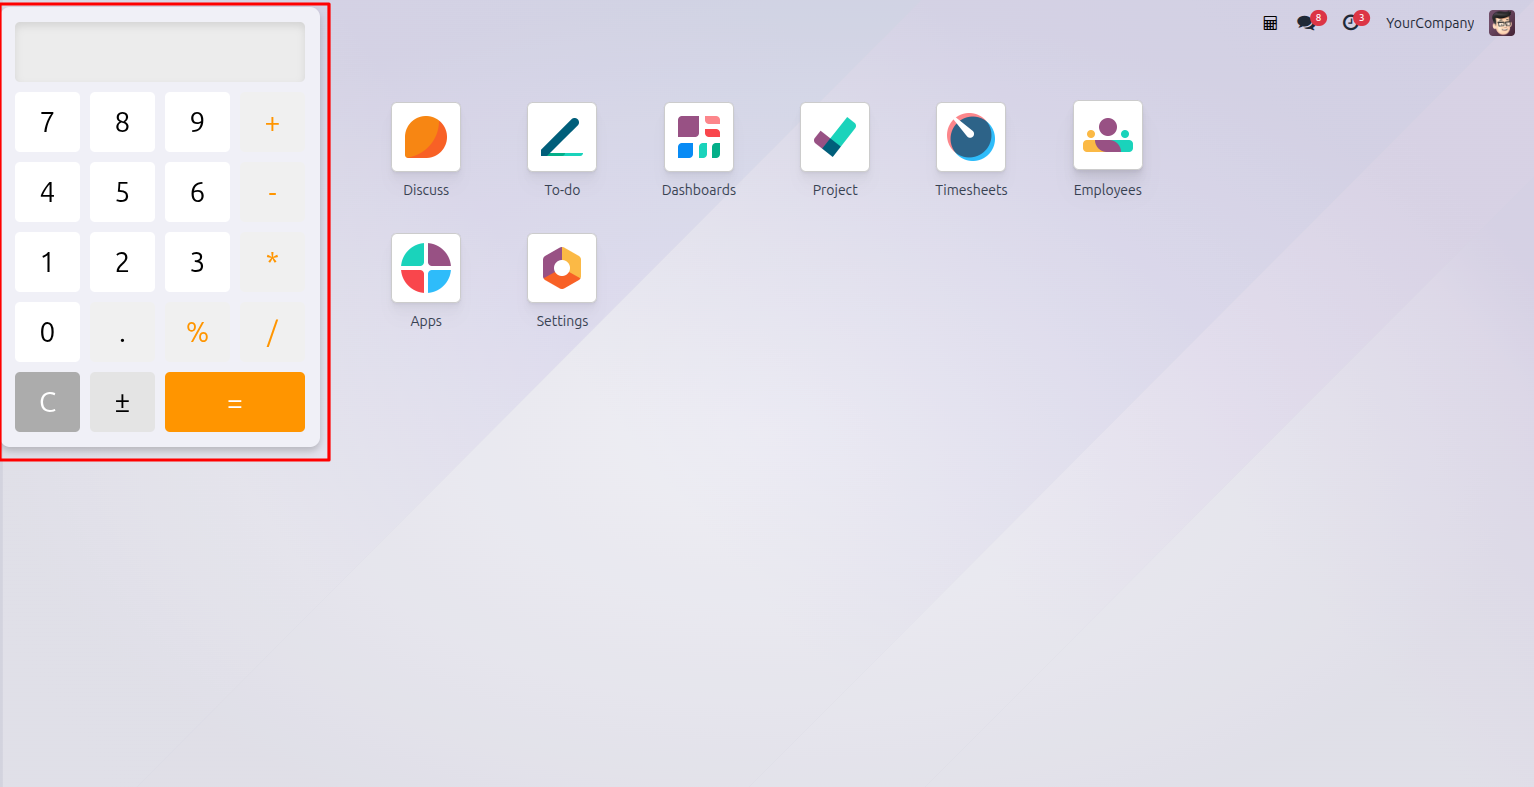 8 3 YourCompany
7 8 9 +
4 5 6 -
1 2 3 *
0 . % /
C ± =
Discuss To-do Dashboards Project Timesheets Employees
Apps Settings